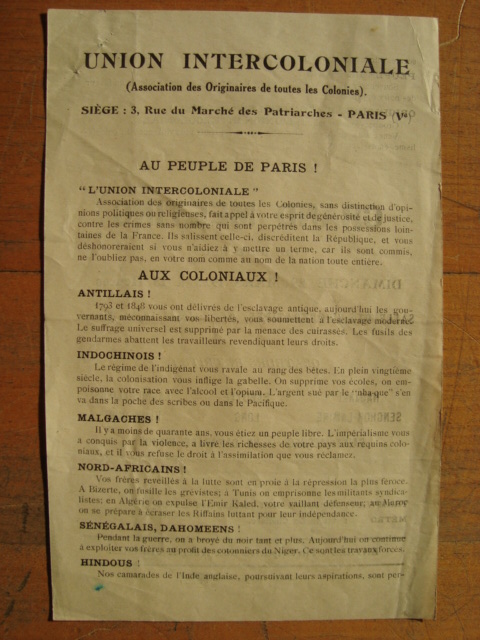 UNION INTERCOLONIALE
(Association des Originaires de toutes les Colonies).
SIÈGE : 3, Rue du Marché des Patriarches - PARIS (Ve)
AU PEUPLE DE PARIS !
“ L'UNION INTERCOLONIALE ”
Association des originaires de toutes les Colonies, sans distinction d'opi-
nions politiques ou religieuses, fait appel à votre esprit de générosité et de justice,
contre les crimes sans nombre qui sont perpétrés dans les possessions loin-
taines de la France. Ils salissent celle-ci, discréditent la République, et vous
déshonoreraient si vous n'aidiez à y mettre un terme, car ils sont commis,
ne l'oubliez pas, en votre nom comme au nom de la nation toute entière.
AUX COLONIAUX !
ANTILLAIS !
1793 et 1848 vous ont délivrés de l'esclavage antique, aujourd'hui les gou-
vernants, méconnaissant vos libertés, vous soumettent à l'esclavage moderne.
Le suffrage universel est supprimé par la menace des cuirassés. Les fusils des
gendarmes abattent les travailleurs revendiquant leurs droits.
INDOCHINOIS !
Le régime de l'indigénat vous ravale au rang des bêtes. En plein vingtième
siècle, la colonisation vous inflige la gabelle. On supprime vos écoles, on em-
poisonne votre race avec l'alcool et l'opium. L'argent sué par le "nhaque" s'en
va dans la poche des scribes ou dans le Pacifique.
MALGACHES !
Il y a moins de quarante ans, vous étiez un peuple libre. L'impérialisme vous
a conquis par la violence, a livré les richesses de votre pays aux requins colo-
niaux, et il vous refuse le droit à l'assimilation que vous réclamez.
NORD-AFRICAINS !
Vos frères reveillés à la lutte sont en proie à la répression la plus féroce.
A Bizerte, on fusille les grévistes; à Tunis on emprisonne les militants syndica-
listes; en Algérie on expulse l'Emir Kaled, votre vaillant défenseur; au Maroc
on se prépare à écraser les Riffains luttant pour leur indépendance.
SÉNÉGALAIS, DAHOMEENS !
Pendant la guerre, on a broyé du noir tant et plus. Aujourd'hui on continue
à exploiter vos frères au profit des cotonniers du Niger. Ce sont les travaux forcés.
HINDOUS !
Nos camarades de l'Inde anglaise, poursuivant leurs aspirations, sont per-